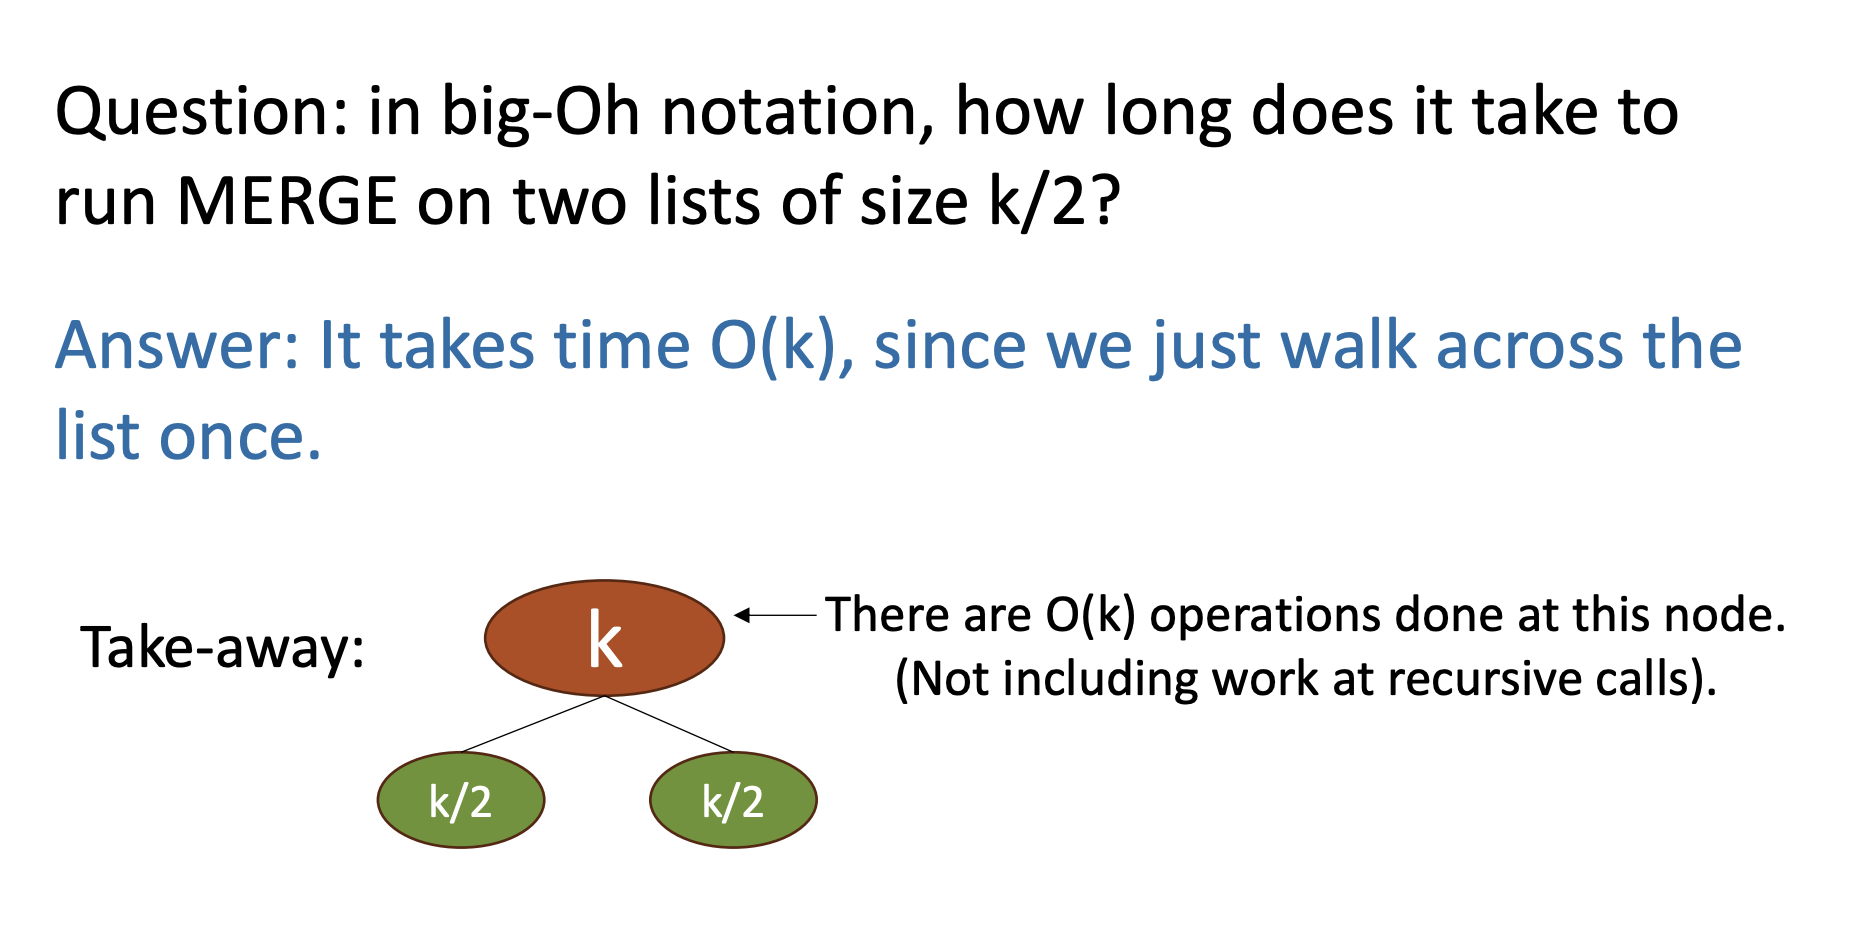 Question: in big-Oh notation, how long does it take to
run MERGE on two lists of size k/2?
Answer: It takes time O(k), since we just walk across the
list once.
Take-away:
k
There are O(k) operations done at this node.
(Not including work at recursive calls).
k/2
k/2